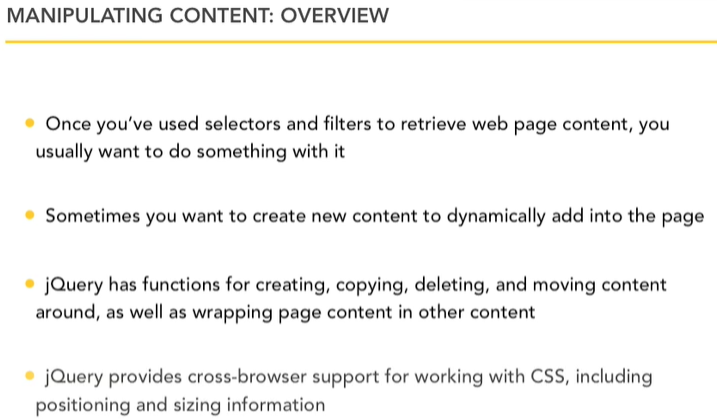 MANIPULATING CONTENT: OVERVIEW
• Once you've used selectors and filters to retrieve web page content, you
usually want to do something with it
• Sometimes you want to create new content to dynamically add into the page
• jQuery has functions for creating, copying, deleting, and moving content
around, as well as wrapping page content in other content
• jQuery provides cross-browser support for working with CSS, including
positioning and sizing information